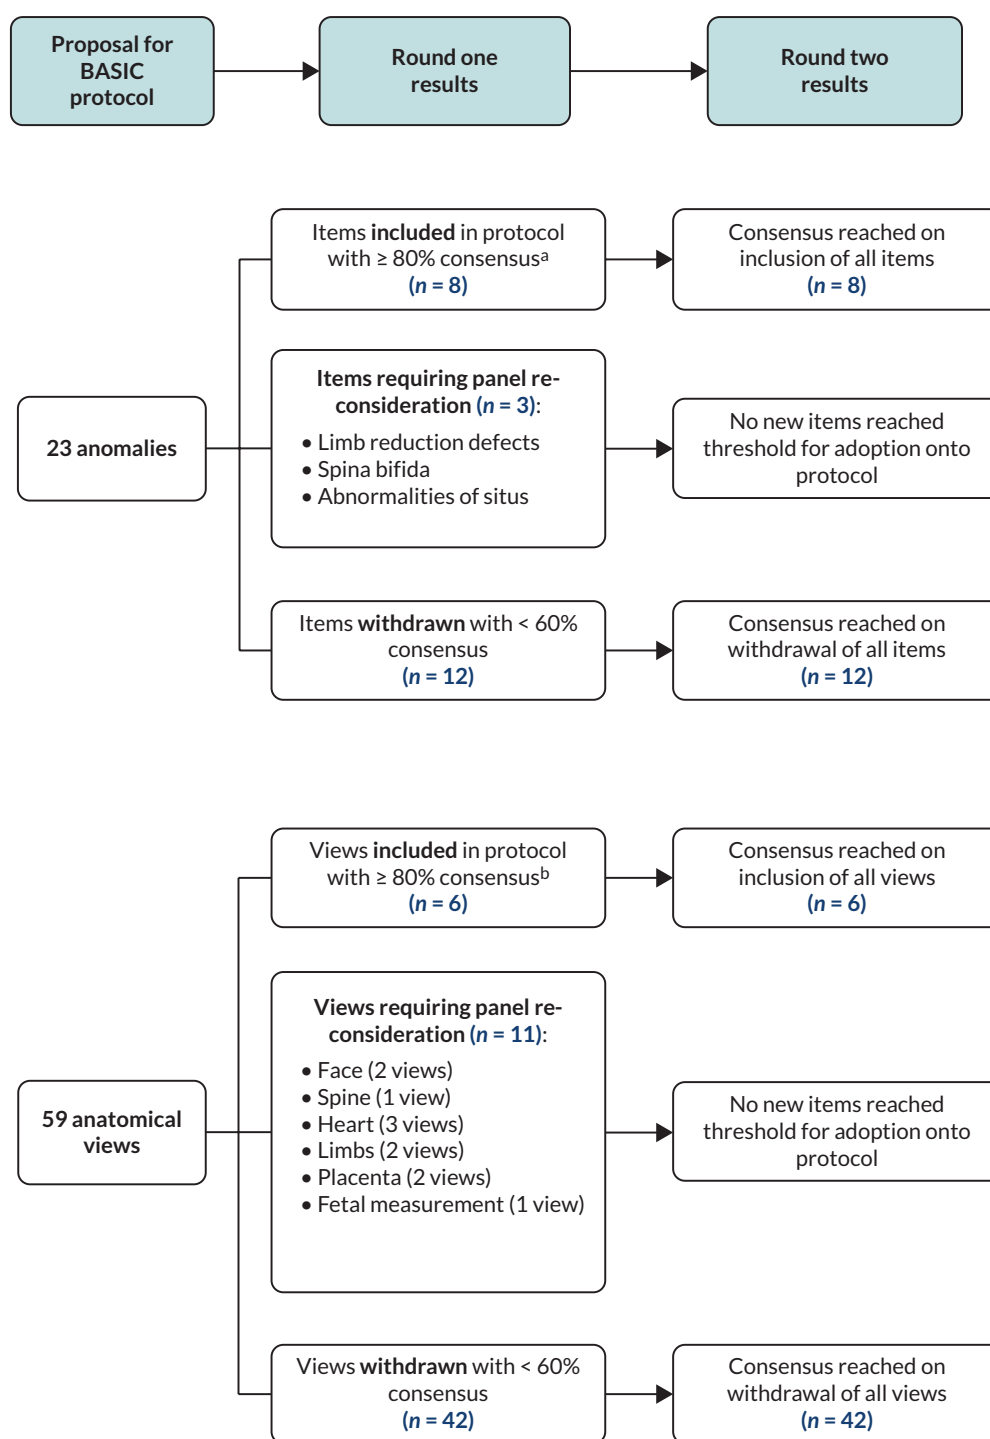 Proposal for
BASIC
protocol
Round one
results
Round two
results
Items included in protocol
with ≥ 80% consensusᵃ
(n = 8)
Consensus reached on
inclusion of all items
(n = 8)
23 anomalies
Items requiring panel re-
consideration (n = 3):
• Limb reduction defects
• Spina bifida
• Abnormalities of situs
No new items reached
threshold for adoption onto
protocol
Items withdrawn with < 60%
consensus
(n = 12)
Consensus reached on
withdrawal of all items
(n = 12)
Views included in protocol
with ≥ 80% consensusᵇ
(n = 6)
Consensus reached on
inclusion of all views
(n = 6)
59 anatomical
views
Views requiring panel re-
consideration (n = 11):
• Face (2 views)
• Spine (1 view)
• Heart (3 views)
• Limbs (2 views)
• Placenta (2 views)
• Fetal measurement (1 view)
No new items reached
threshold for adoption onto
protocol
Views withdrawn with < 60%
consensus
(n = 42)
Consensus reached on
withdrawal of all views
(n = 42)